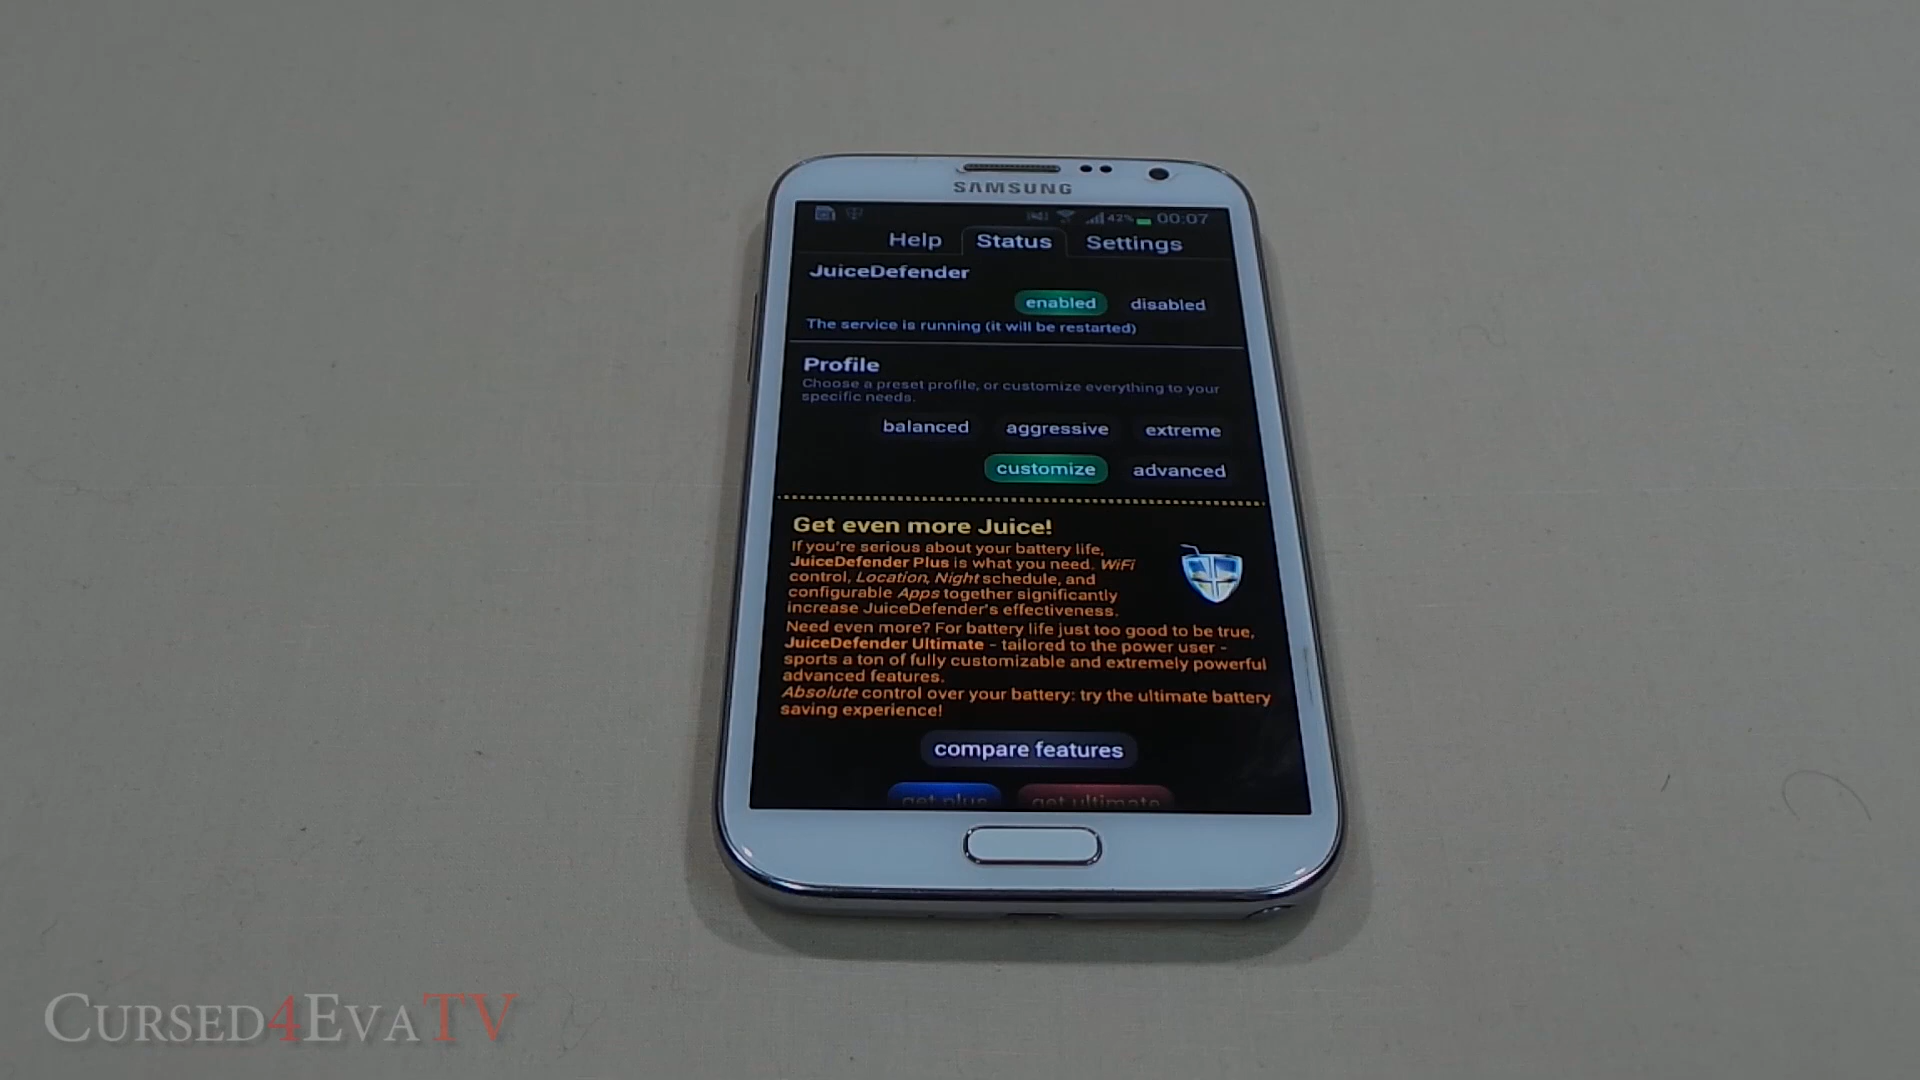 SAMSUNG
42% 00:07
Help Status Settings
JuiceDefender
enabled disabled
The service is running (it will be restarted)
Profile
Choose a preset profile, or customize everything to your
specific needs.
balanced aggressive extreme
customize advanced
Get even more Juice!
If you're serious about your battery life,
JuiceDefender Plus is what you need. WiFi
control, Location, Night schedule, and
configurable Apps together significantly
increase JuiceDefender's effectiveness.
Need even more? For battery life just too good to be true,
JuiceDefender Ultimate - tailored to the power user -
sports a ton of fully customizable and extremely powerful
advanced features.
Absolute control over your battery: try the ultimate battery
saving experience!
compare features
get plus get ultimate
CURSED4EVATV